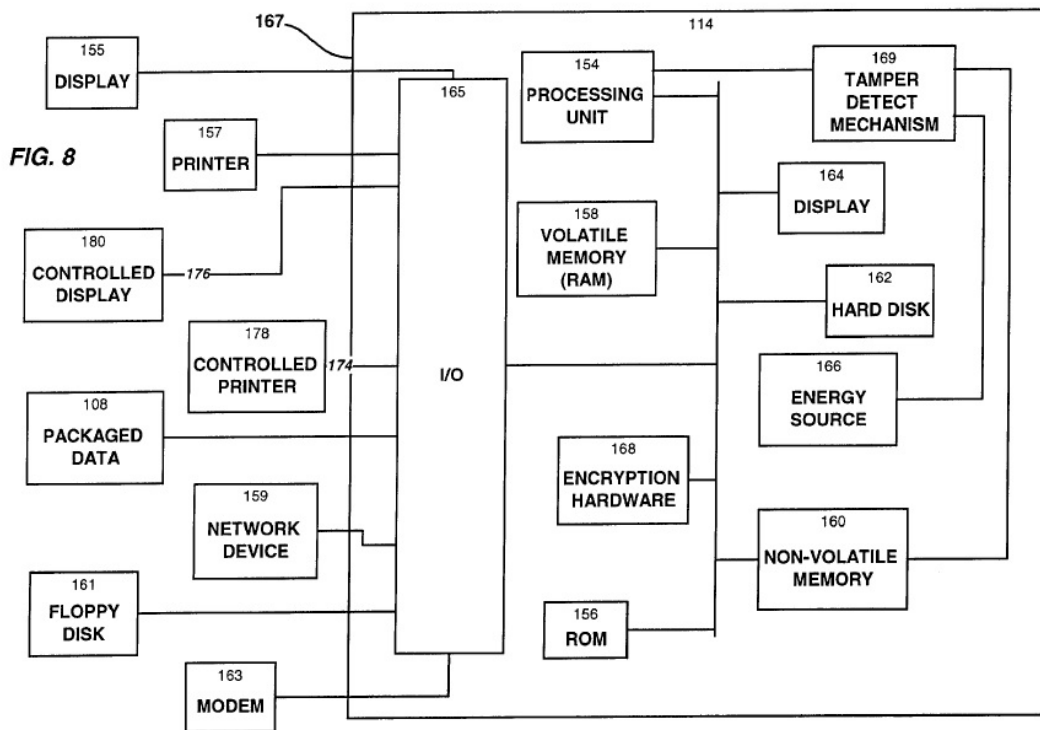 167
114
155
DISPLAY
FIG. 8
157
PRINTER
180
CONTROLLED
DISPLAY
176
178
CONTROLLED
PRINTER
174
108
PACKAGED
DATA
159
NETWORK
DEVICE
161
FLOPPY
DISK
163
MODEM
165
I/O
154
PROCESSING
UNIT
169
TAMPER
DETECT
MECHANISM
164
DISPLAY
158
VOLATILE
MEMORY
(RAM)
162
HARD DISK
166
ENERGY
SOURCE
168
ENCRYPTION
HARDWARE
160
NON-VOLATILE
MEMORY
156
ROM